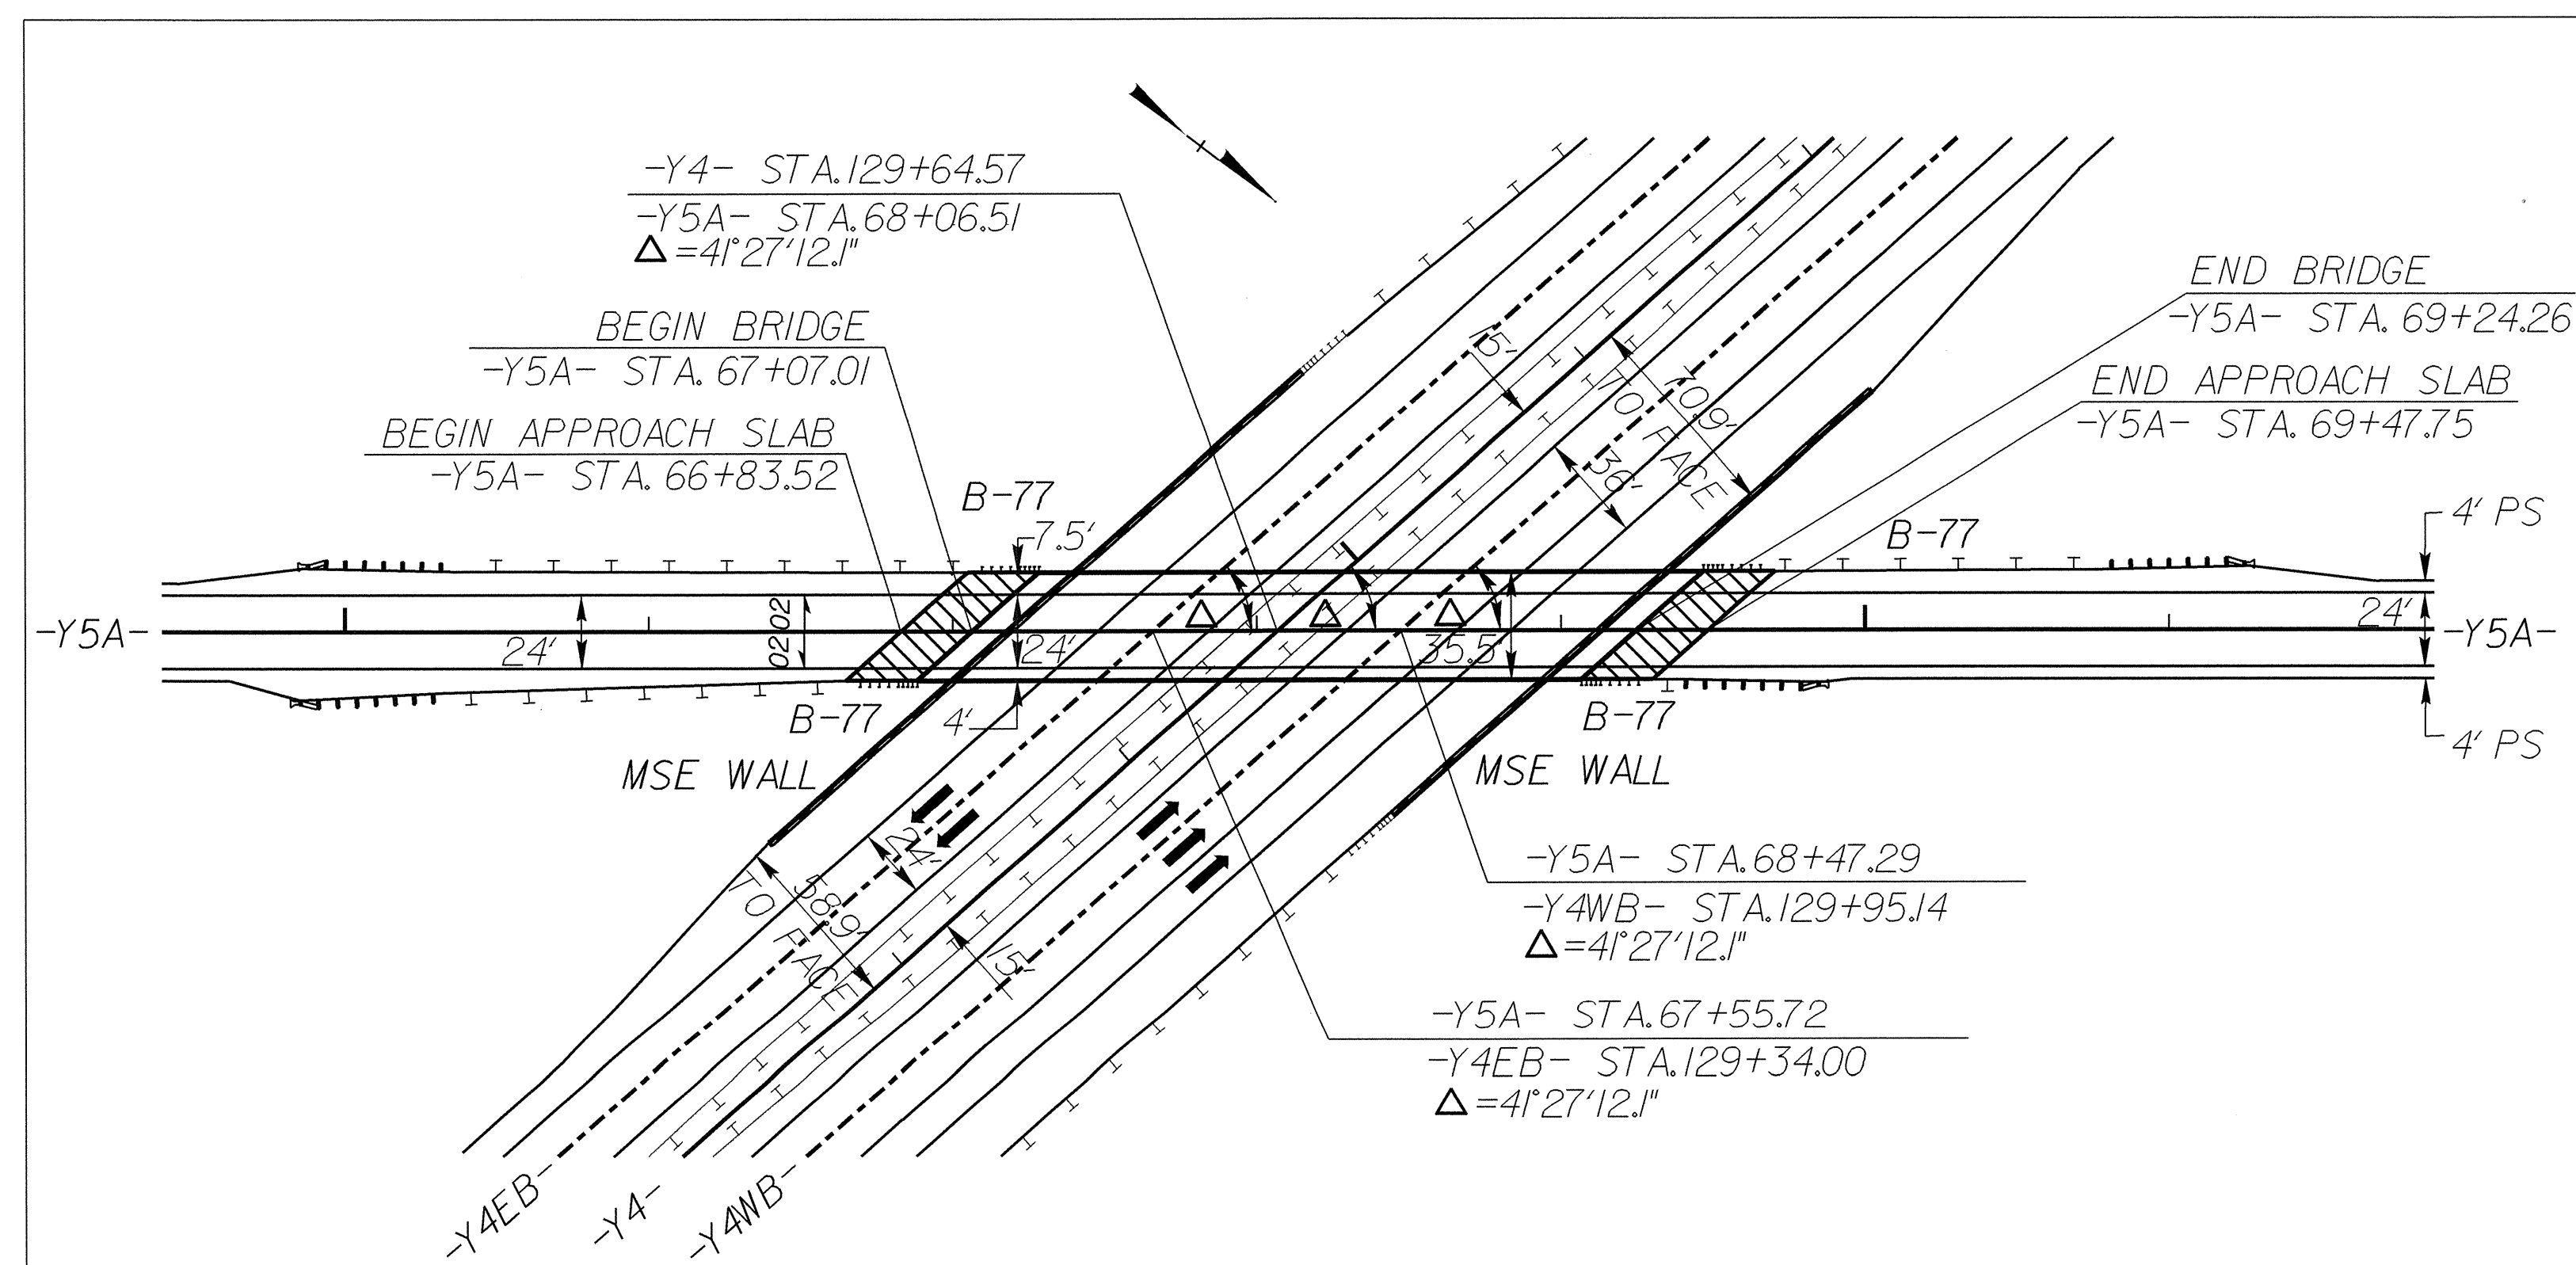 -Y4- STA.129+64.57
-Y5A- STA.68+06.51
△=41°27'12.1"
BEGIN BRIDGE
-Y5A- STA. 67+07.01
BEGIN APPROACH SLAB
-Y5A- STA. 66+83.52
END BRIDGE
-Y5A- STA. 69+24.26
END APPROACH SLAB
-Y5A- STA. 69+47.75
15'
70.9'
TO FACE
36'
B-77
7.5'
B-77
4' PS
-Y5A-
24'
02 02
24'
△
△
△
35.5'
24'
-Y5A-
B-77
4'
B-77
4' PS
MSE WALL
MSE WALL
24'
58.9'
TO FACE
15'
-Y5A- STA.68+47.29
-Y4WB- STA.129+95.14
△=41°27'12.1"
-Y5A- STA.67+55.72
-Y4EB- STA.129+34.00
△=41°27'12.1"
-Y4EB-
-Y4-
-Y4WB-